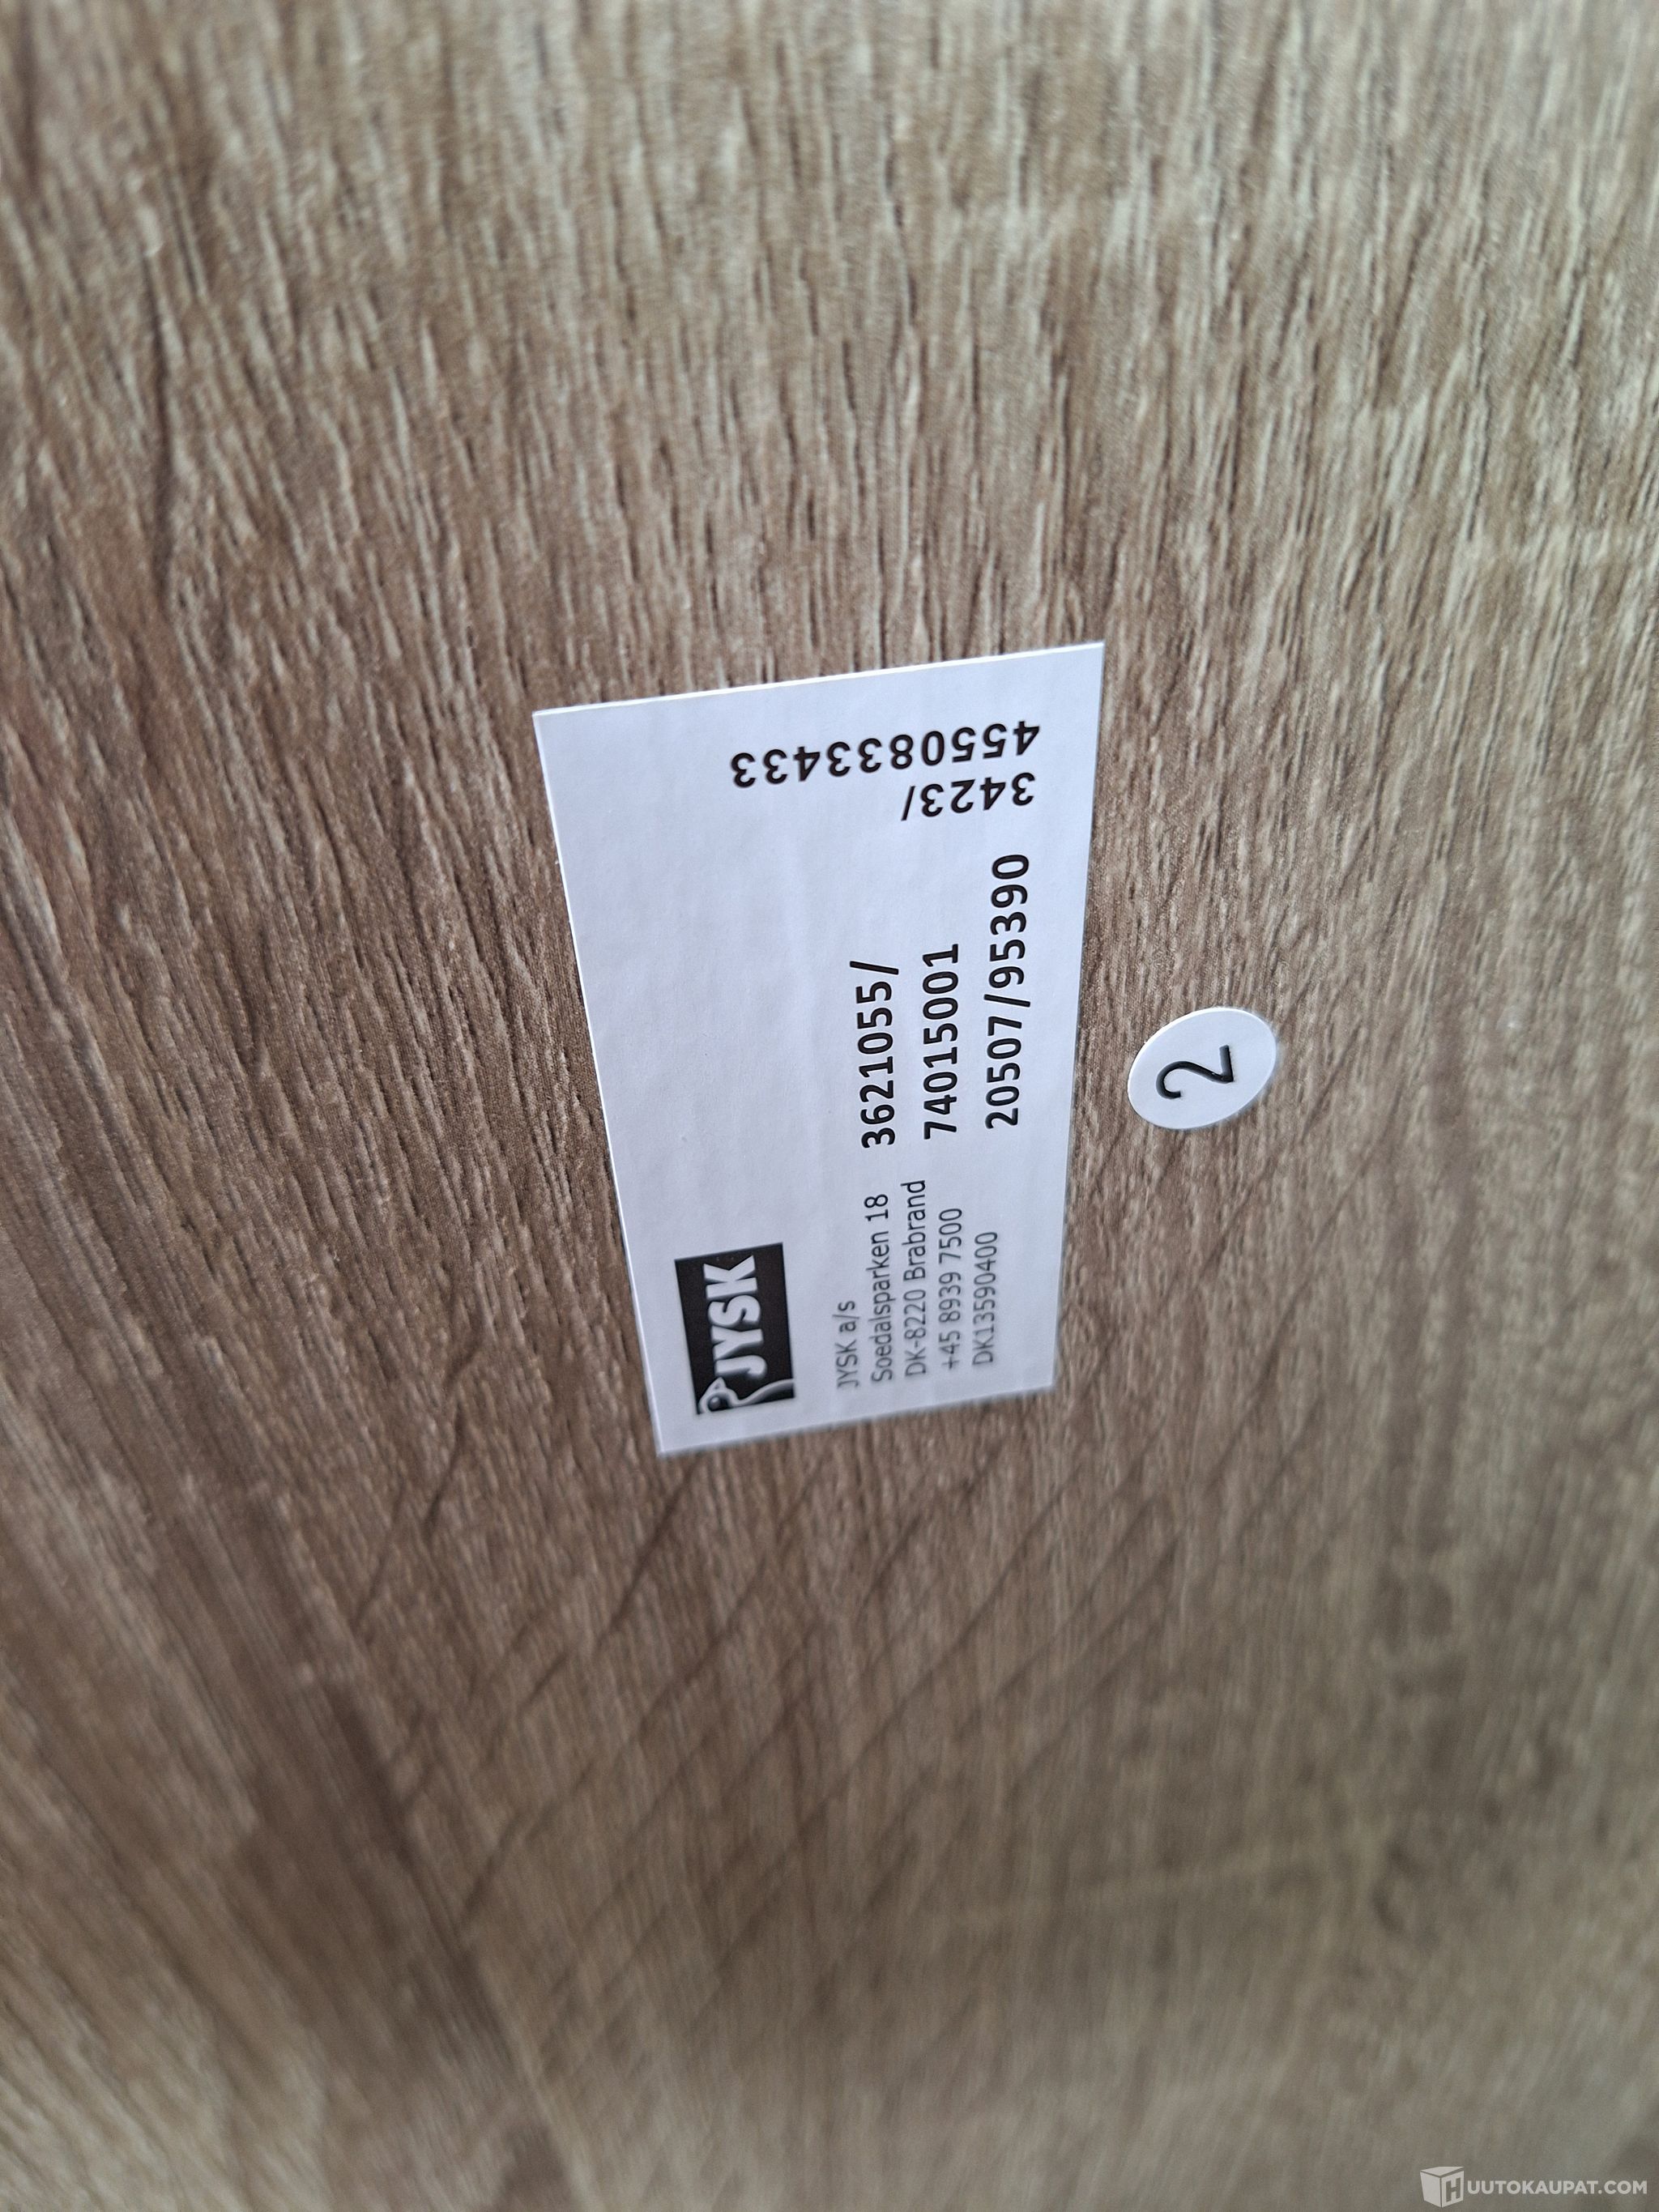 JYSK
JYSK a/s
Soedalsparken 18
DK-8220 Brabrand
+45 8939 7500
DK13590400
3621055/
74015001
20507/95390
4550833433
3423/
2
HUUTOKAUPAT.COM